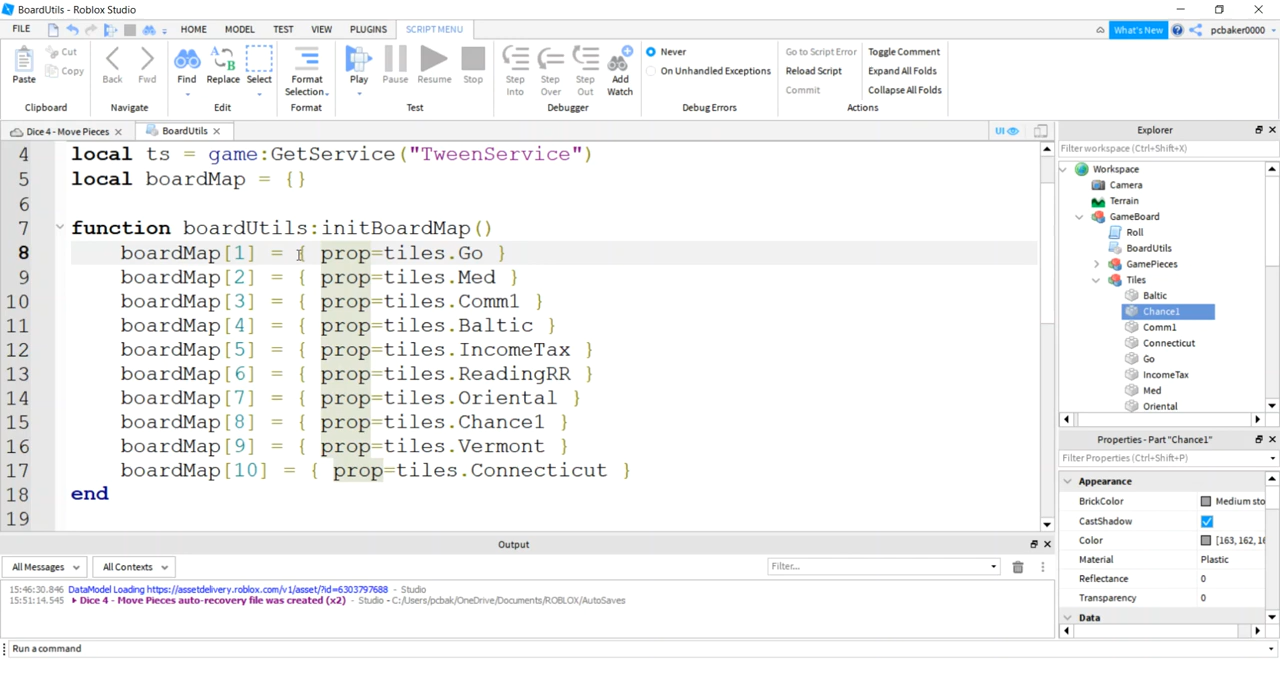 BoardUtils - Roblox Studio
FILE HOME MODEL TEST VIEW PLUGINS SCRIPT MENU What's New pcbaker0000
Paste Cut Copy Back Fwd Find Replace Select Format Selection Play Pause Resume Stop Step Into Step Over Step Out Add Watch Never On Unhandled Exceptions Go to Script Error Reload Script Commit Toggle Comment Expand All Folds Collapse All Folds
Clipboard Navigate Edit Format Test Debugger Debug Errors Actions
Dice 4 - Move Pieces × BoardUtils × UI
4 local ts = game:GetService("TweenService")
5 local boardMap = {}
6
7 function boardUtils:initBoardMap()
8 boardMap[1] = { prop=tiles.Go }
9 boardMap[2] = { prop=tiles.Med }
10 boardMap[3] = { prop=tiles.Comm1 }
11 boardMap[4] = { prop=tiles.Baltic }
12 boardMap[5] = { prop=tiles.IncomeTax }
13 boardMap[6] = { prop=tiles.ReadingRR }
14 boardMap[7] = { prop=tiles.Oriental }
15 boardMap[8] = { prop=tiles.Chance1 }
16 boardMap[9] = { prop=tiles.Vermont }
17 boardMap[10] = { prop=tiles.Connecticut }
18 end
19
Explorer
Filter workspace (Ctrl+Shift+X)
Workspace
Camera
Terrain
GameBoard
Roll
BoardUtils
GamePieces
Tiles
Baltic
Chance1
Comm1
Connecticut
Go
IncomeTax
Med
Oriental
Properties - Part "Chance1"
Filter Properties (Ctrl+Shift+P)
Appearance
BrickColor Medium sto
CastShadow
Color [163, 162, 16
Material Plastic
Reflectance 0
Transparency 0
Data
Output
All Messages All Contexts Filter...
15:46:30.846 DataModel Loading https://assetdelivery.roblox.com/v1/asset/?id=6303797688 - Studio
15:51:14.545 Dice 4 - Move Pieces auto-recovery file was created (x2) - Studio - C:/Users/pcbak/OneDrive/Documents/ROBLOX/AutoSaves
Run a command